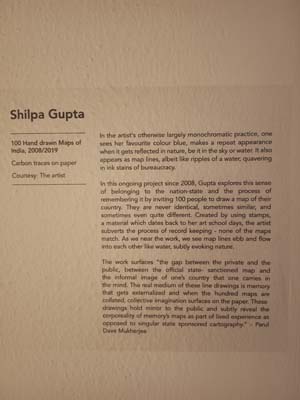 Shilpa Gupta
100 Hand drawn Maps of
India, 2008/2019
Carbon traces on paper
Courtesy: The artist
In the artist's otherwise largely monochromatic practice, one
sees her favourite colour blue, makes a repeat appearance
when it gets reflected in nature, be it in the sky or water. It also
appears as map lines, albeit like ripples of a water, quavering
in ink stains of bureaucracy.
In this ongoing project since 2008, Gupta explores this sense
of belonging to the nation-state and the process of
remembering it by inviting 100 people to draw a map of their
country. They are never identical, sometimes similar, and
sometimes even quite different. Created by using stamps,
a material which dates back to her art school days, the artist
subverts the process of record keeping - none of the maps
match. As we near the work, we see map lines ebb and flow
into each other like water, subtly evoking nature.
The work surfaces "the gap between the private and the
public, between the official state- sanctioned map and
the informal image of one's country that one carries in
the mind. The real medium of these line drawings is memory
that gets externalized and when the hundred maps are
collated, collective imagination surfaces on the paper. These
drawings hold mirror to the public and subtly reveal the
corporeality of memory's maps as part of lived experience as
opposed to singular state sponsored cartography." - Parul
Dave Mukherjee